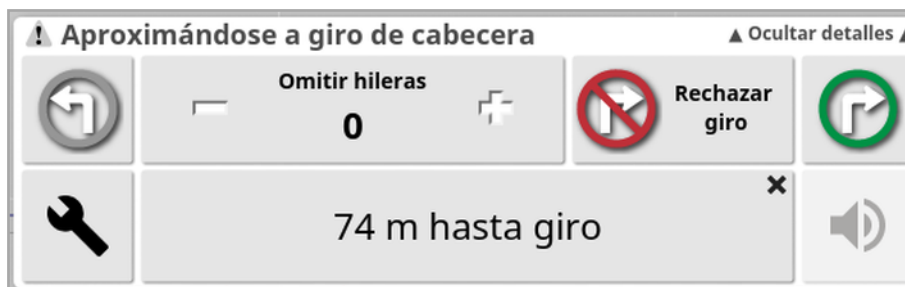 Aproximándose a giro de cabecera
▲ Ocultar detalles
Omitir hileras
0
Rechazar
giro
74 m hasta giro